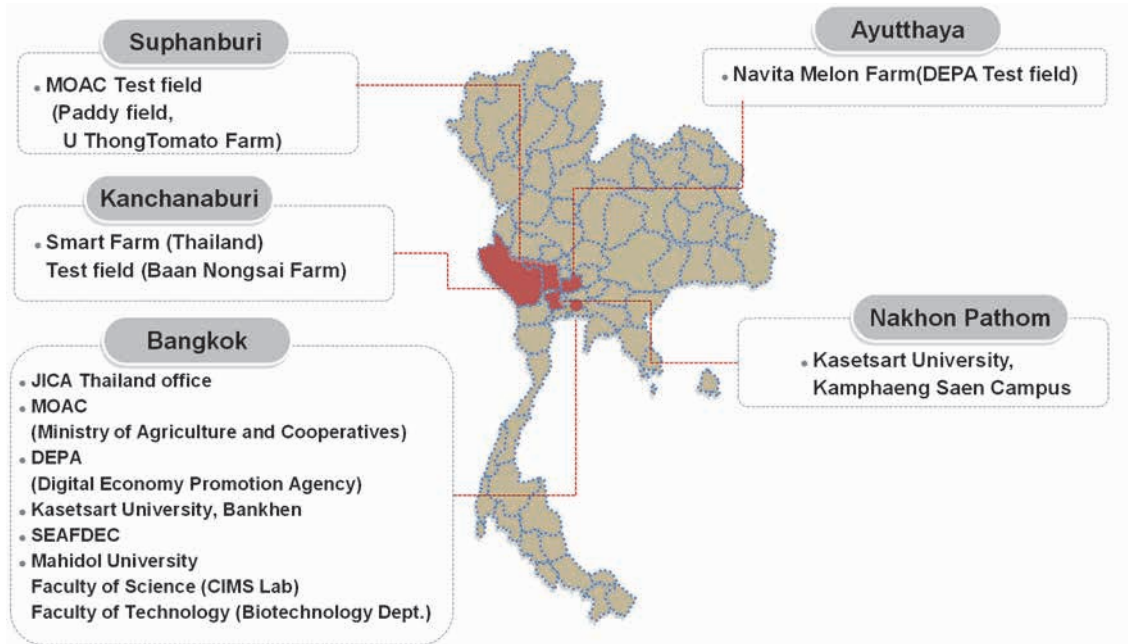 Suphanburi
• MOAC Test field
(Paddy field,
U ThongTomato Farm)
Ayutthaya
• Navita Melon Farm(DEPA Test field)
Kanchanaburi
• Smart Farm (Thailand)
Test field (Baan Nongsai Farm)
Bangkok
• JICA Thailand office
• MOAC
(Ministry of Agriculture and Cooperatives)
• DEPA
(Digital Economy Promotion Agency)
• Kasetsart University, Bankhen
• SEAFDEC
• Mahidol University
Faculty of Science (CIMS Lab)
Faculty of Technology (Biotechnology Dept.)
Nakhon Pathom
• Kasetsart University,
Kamphaeng Saen Campus